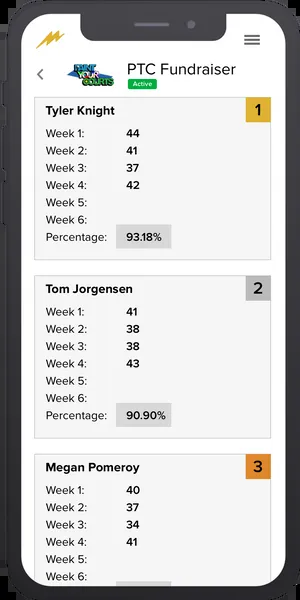 PAINT
YOUR
COURTS
PTC Fundraiser
Active
Tyler Knight
1
Week 1: 44
Week 2: 41
Week 3: 37
Week 4: 42
Week 5:
Week 6:
Percentage: 93.18%
Tom Jorgensen
2
Week 1: 41
Week 2: 38
Week 3: 38
Week 4: 43
Week 5:
Week 6:
Percentage: 90.90%
Megan Pomeroy
3
Week 1: 40
Week 2: 37
Week 3: 34
Week 4: 41
Week 5:
Week 6: